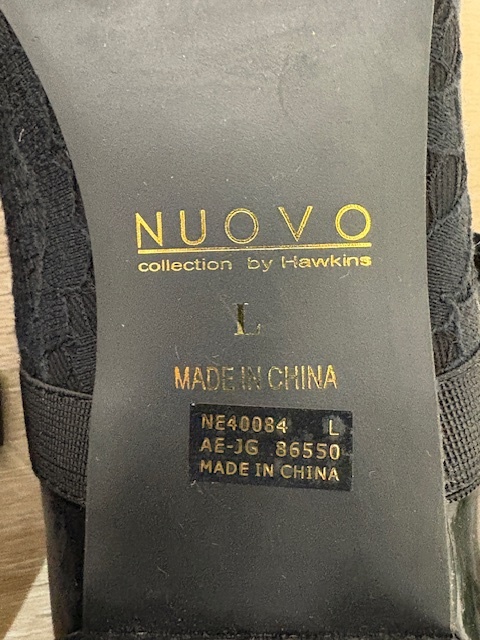 NUOVO
collection by Hawkins
L
MADE IN CHINA
NE40084 L
AE-JG 86550
MADE IN CHINA